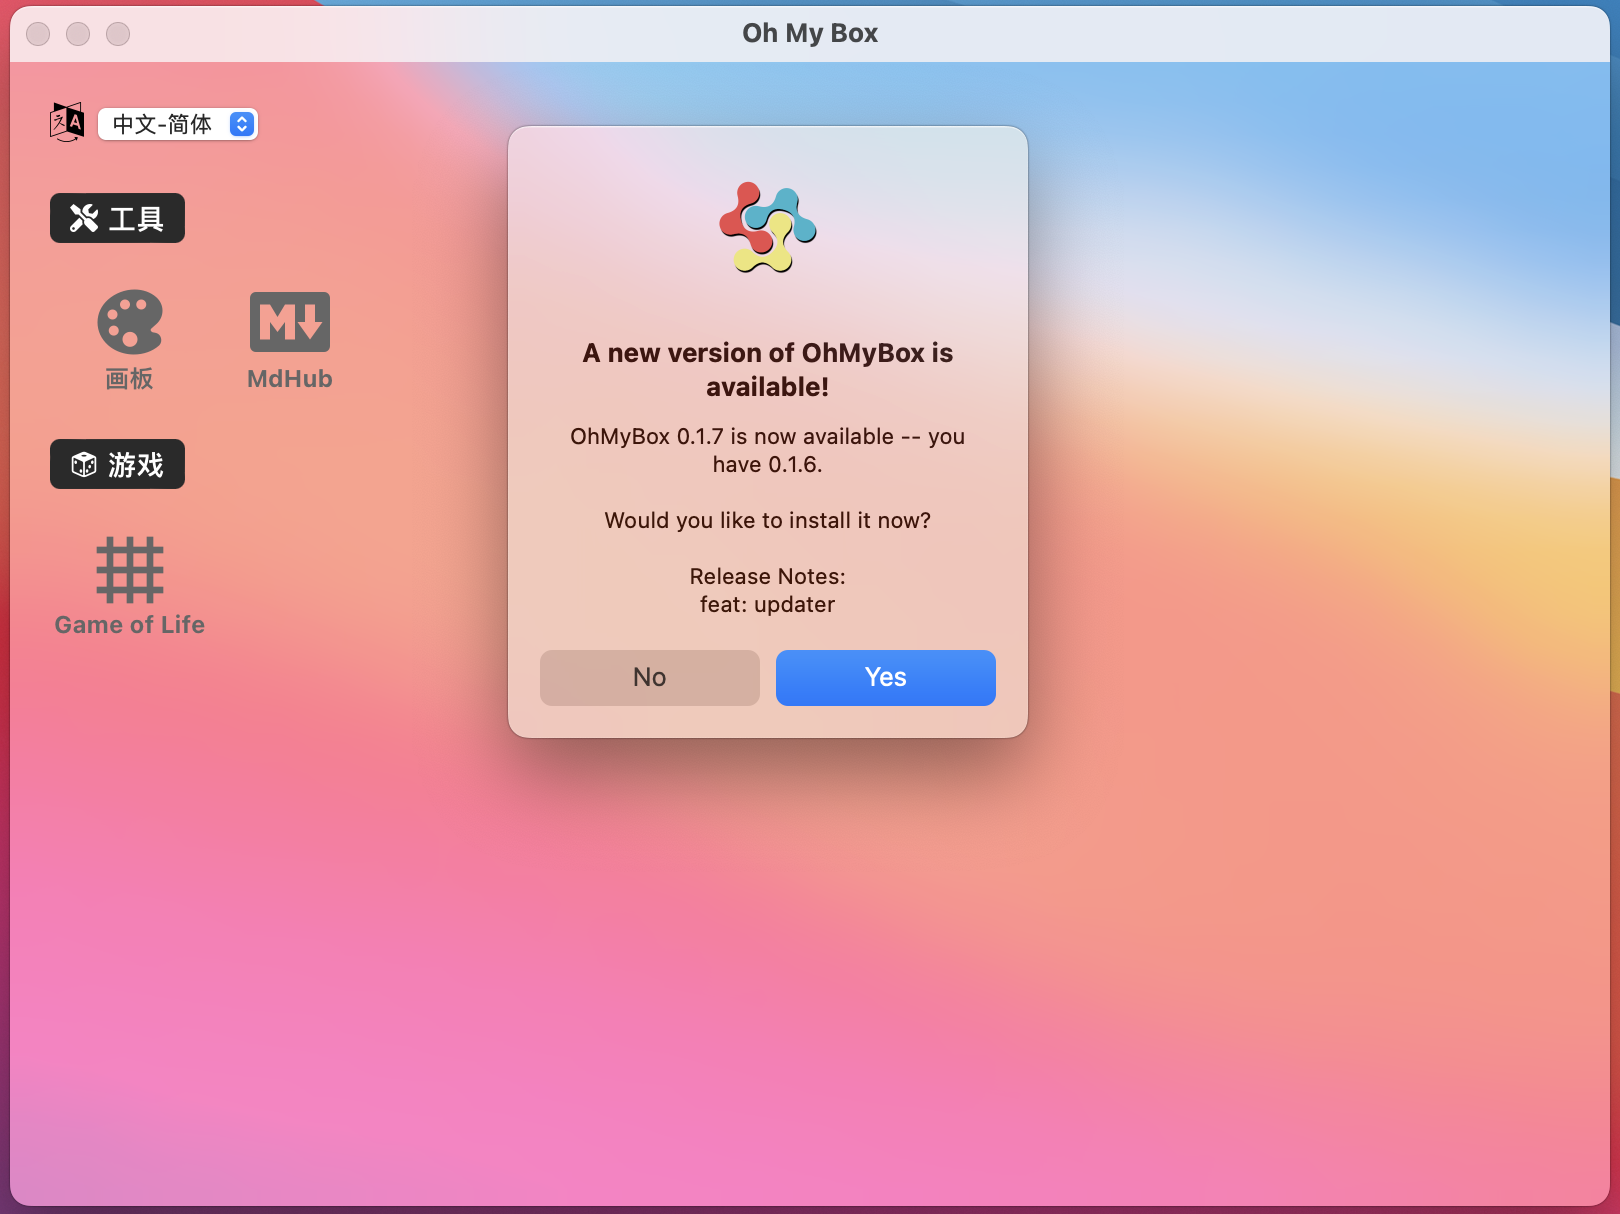 Oh My Box
中文-简体
工具
画板
MdHub
游戏
Game of Life
A new version of OhMyBox is
available!
OhMyBox 0.1.7 is now available -- you
have 0.1.6.
Would you like to install it now?
Release Notes:
feat: updater
No
Yes